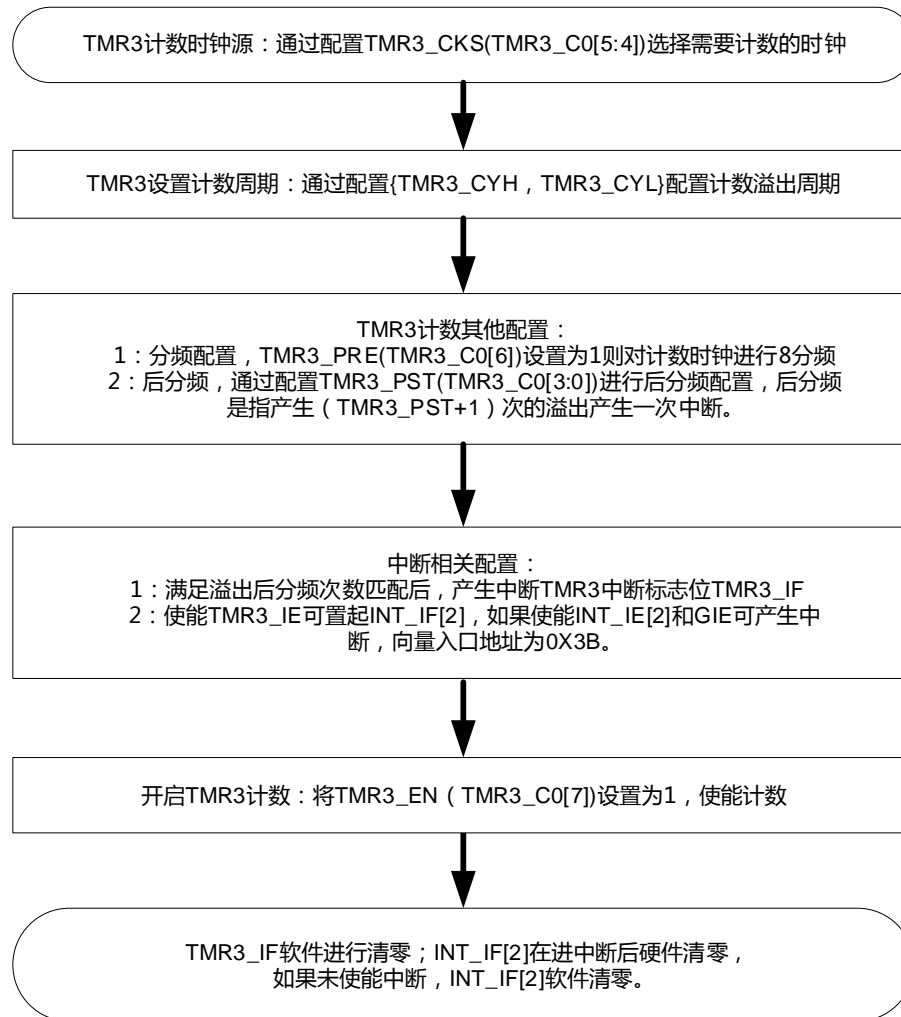 TMR3计数时钟源：通过配置TMR3_CKS(TMR3_C0[5:4])选择需要计数的时钟
TMR3设置计数周期：通过配置{TMR3_CYH，TMR3_CYL}配置计数溢出周期
TMR3计数其他配置：
1：分频配置，TMR3_PRE(TMR3_C0[6])设置为1则对计数时钟进行8分频
2：后分频，通过配置TMR3_PST(TMR3_C0[3:0])进行后分频配置，后分频
是指产生（TMR3_PST+1）次的溢出产生一次中断。
中断相关配置：
1：满足溢出后分频次数匹配后，产生中断TMR3中断标志位TMR3_IF
2：使能TMR3_IE可置起INT_IF[2]，如果使能INT_IE[2]和GIE可产生中
断，向量入口地址为0X3B。
开启TMR3计数：将TMR3_EN（TMR3_C0[7])设置为1，使能计数
TMR3_IF软件进行清零；INT_IF[2]在进中断后硬件清零，
如果未使能中断，INT_IF[2]软件清零。